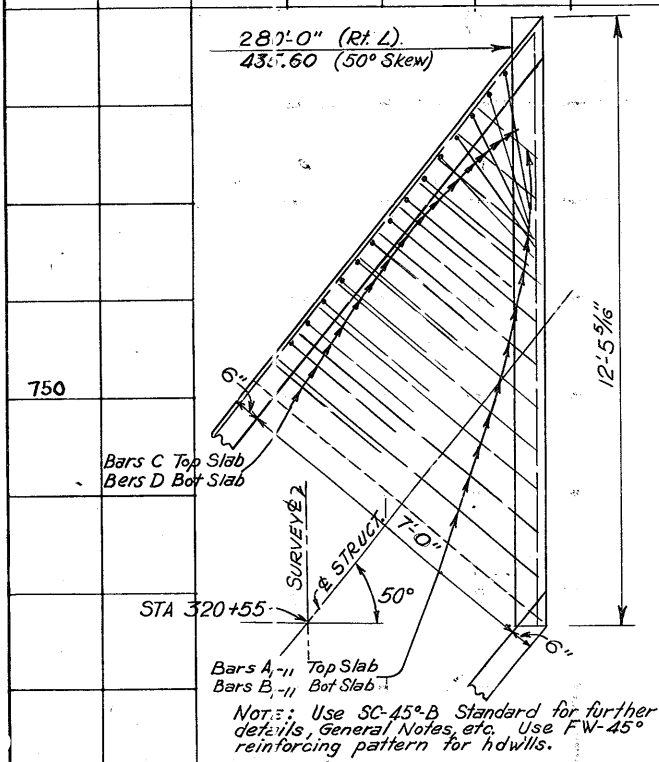 280'-0" (Rt. L).
435.60 (50° Skew)
12'-5 5/16"
750
6"
Bars C Top Slab
Bers D Bot Slab
SURVEY ℄
℄ STRUCT.
7'-0"
50°
STA 320+55
6"
Bars A,-11 Top Slab
Bars B,-11 Bot Slab
NOTE: Use SC-45°-B Standard for further
details, General Notes, etc. Use FW-45°
reinforcing pattern for hdwlls.